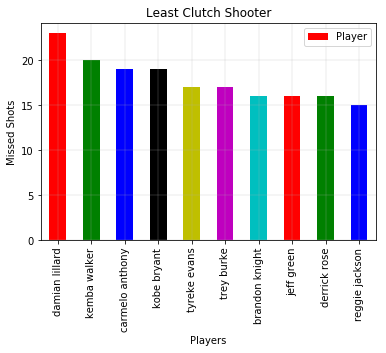 Least Clutch Shooter
Player
Missed Shots
20
15
10
5
0
damian lillard
kemba walker
carmelo anthony
kobe bryant
tyreke evans
trey burke
brandon knight
jeff green
derrick rose
reggie jackson
Players